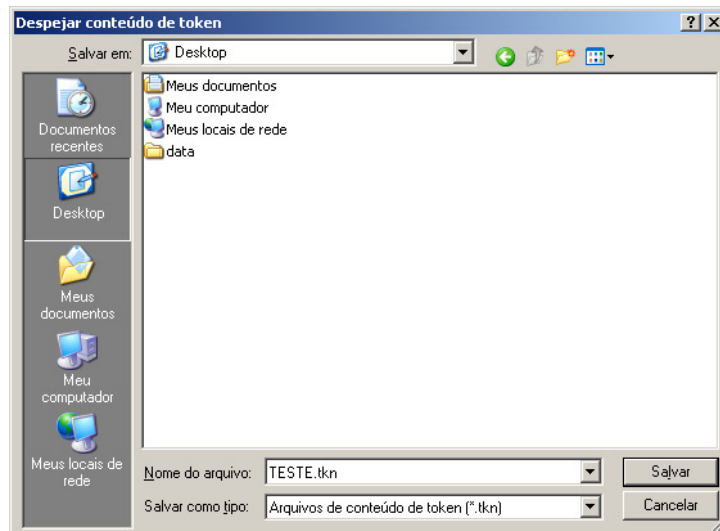 Despejar conteúdo de token
Salvar em:
Desktop
Documentos
recentes
Desktop
Meus
documentos
Meu
computador
Meus locais de
rede
Meus documentos
Meu computador
Meus locais de rede
data
Nome do arquivo:
TESTE.tkn
Salvar
Salvar como tipo:
Arquivos de conteúdo de token (*.tkn)
Cancelar